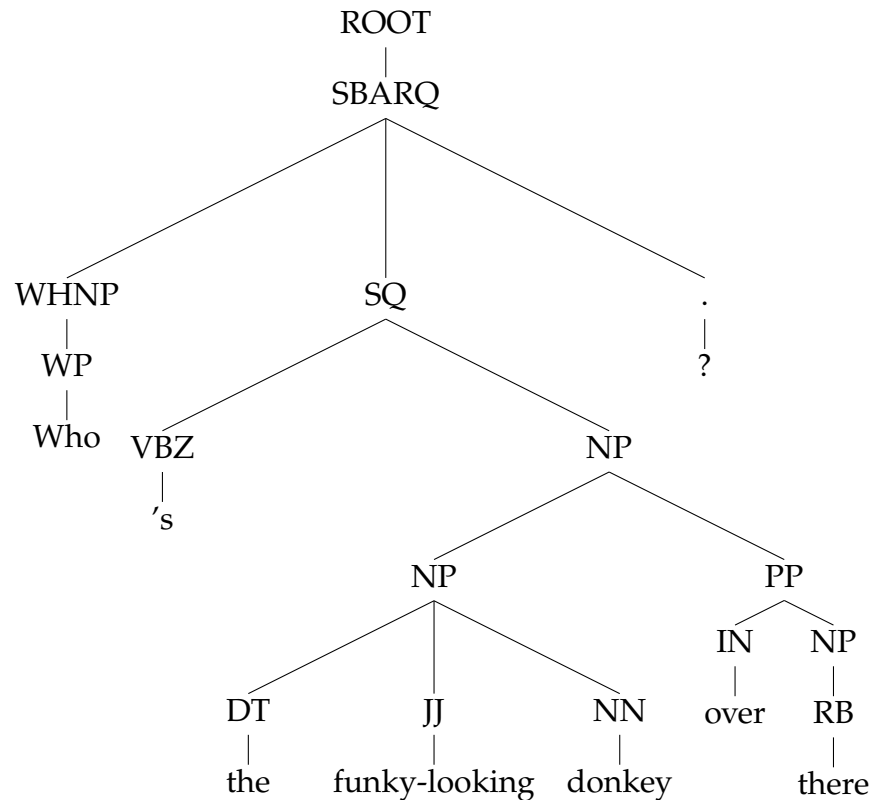 ROOT
SBARQ
WHNP SQ .
WP ?
Who VBZ NP
's
NP PP
IN NP
DT JJ NN over RB
the funky-looking donkey there